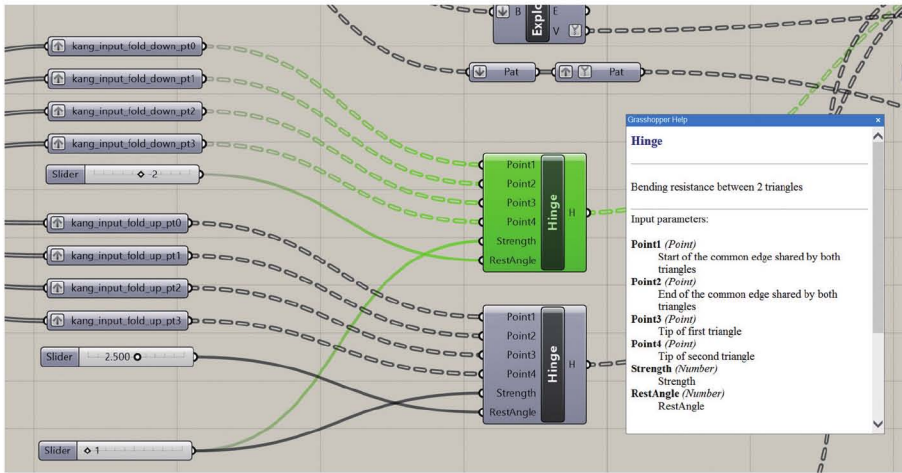 B
E
V
Explo
kang_input_fold_down_pt0
kang_input_fold_down_pt1
kang_input_fold_down_pt2
kang_input_fold_down_pt3
Slider -2
Pat
Pat
Point1
Point2
Point3
Point4
Strength
RestAngle
Hinge
H
kang_input_fold_up_pt0
kang_input_fold_up_pt1
kang_input_fold_up_pt2
kang_input_fold_up_pt3
Slider 2.500
Slider 1
Point1
Point2
Point3
Point4
Strength
RestAngle
Hinge
H
Grasshopper Help
Hinge
Bending resistance between 2 triangles
Input parameters:
Point1 (Point)
Start of the common edge shared by both
triangles
Point2 (Point)
End of the common edge shared by both
triangles
Point3 (Point)
Tip of first triangle
Point4 (Point)
Tip of second triangle
Strength (Number)
Strength
RestAngle (Number)
RestAngle